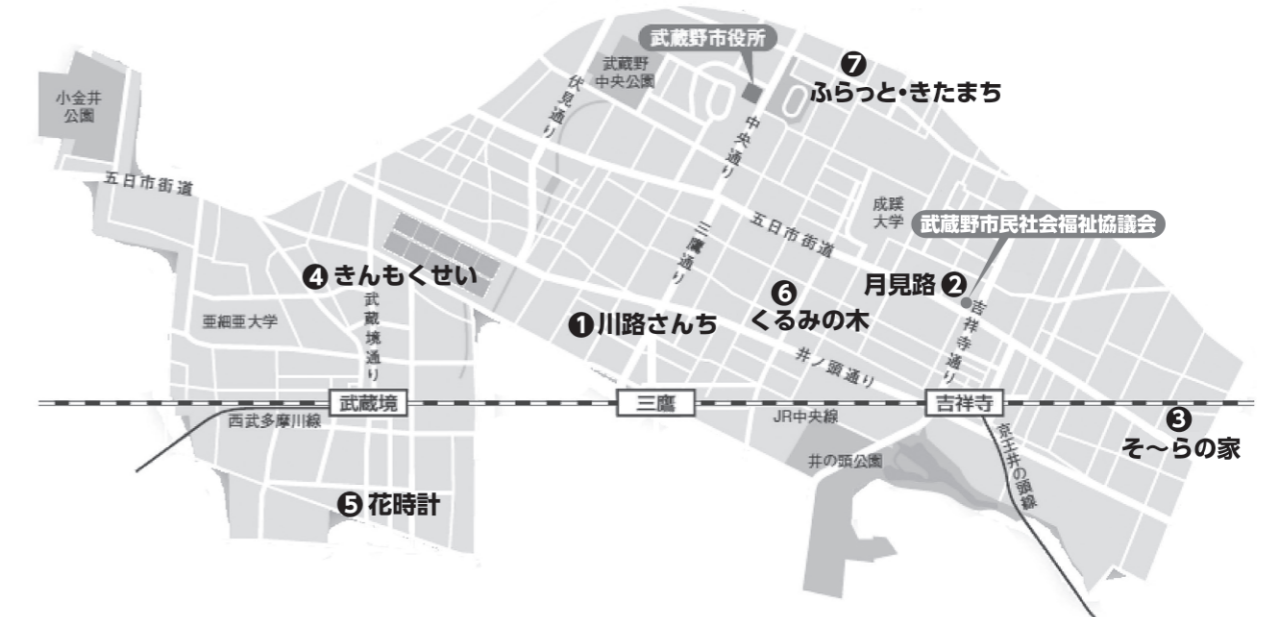 武蔵野市役所
武蔵野
中央公園
❼
ふらっと・きたまち
小金井
公園
伏見通り
中央通り
五日市街道
成蹊
大学
武蔵野市民社会福祉協議会
五日市街道
三鷹通り
❹きんもくせい
月見路❷
❻
くるみの木
武蔵境通り
亜細亜大学
❶川路さんち
吉祥寺通り
井ノ頭通り
武蔵境
三鷹
吉祥寺
西武多摩川線
JR中央線
❸
そ〜らの家
京王井の頭線
井の頭公園
❺花時計